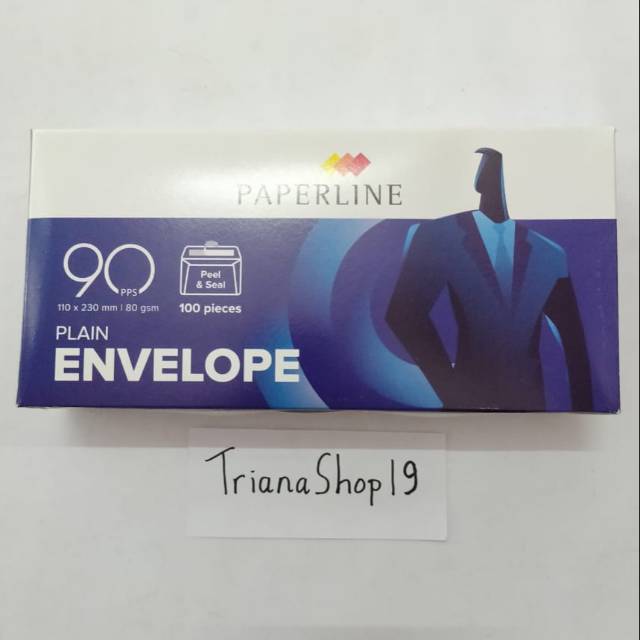 PAPERLINE
90 PPS
110 x 230 mm | 80 gsm
Peel
& Seal
100 pieces
PLAIN
ENVELOPE
TrianaShop19